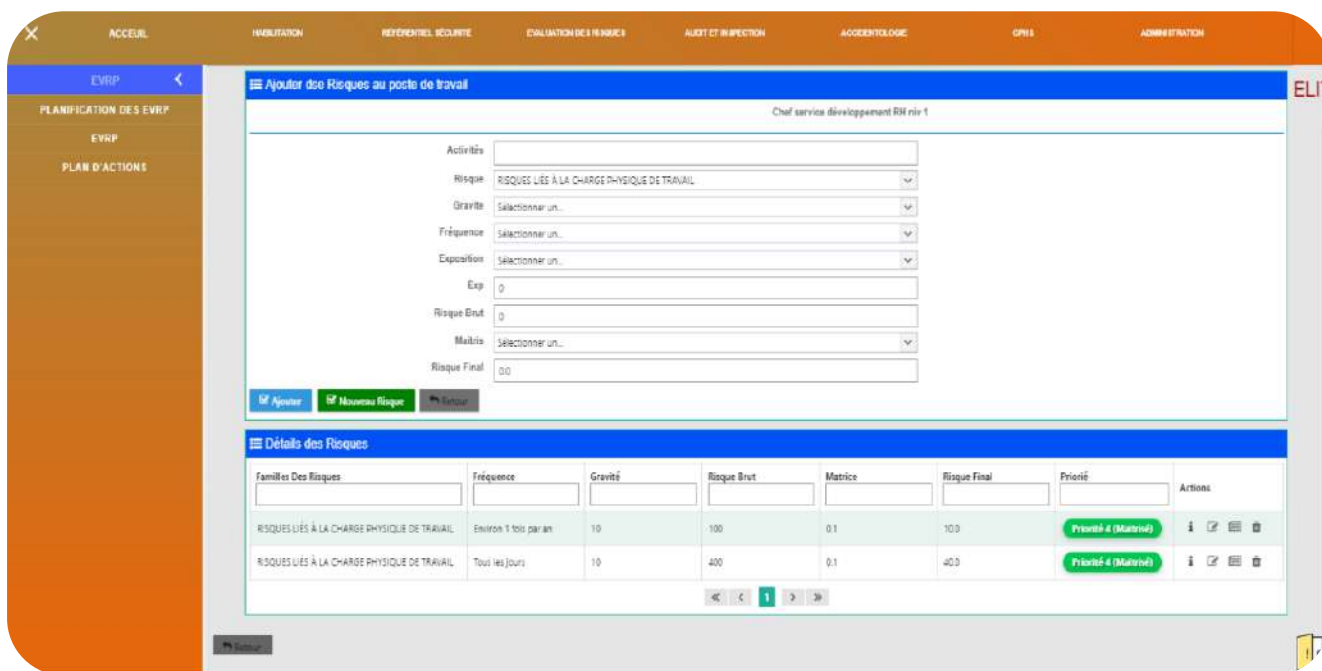 ACCEUIL HABILITATION RÉFÉRENTIEL SÉCURITÉ EVALUATION DES RISQUES AUDIT ET INSPECTION ACCIDENTOLOGIE ADMINISTRATION
EVRP
PLANIFICATION DES EVRP
EVRP
PLAN D'ACTIONS
Ajouter dse Risques au poste de travail
ELI
Chef service développement RH niv 1
Activités
Risque RISQUES LIÉS À LA CHARGE PHYSIQUE DE TRAVAIL
Gravite Sélectionner un...
Fréquence Sélectionner un...
Exposition Sélectionner un...
Exp 0
Risque Brut 0
Maitris Sélectionner un...
Risque Final 0.0
Ajouter Nouveau Risque Retour
Détails des Risques
Familles Des Risques Fréquence Gravité Risque Brut Matrice Risque Final Priorié Actions
RISQUES LIÉS À LA CHARGE PHYSIQUE DE TRAVAIL Environ 1 fois par an 10 100 0.1 10.0 Priorité 4 (Maitrisé)
RISQUES LIÉS À LA CHARGE PHYSIQUE DE TRAVAIL Tous les jours 10 400 0.1 40.0 Priorité 4 (Maitrisé)
1
Retour